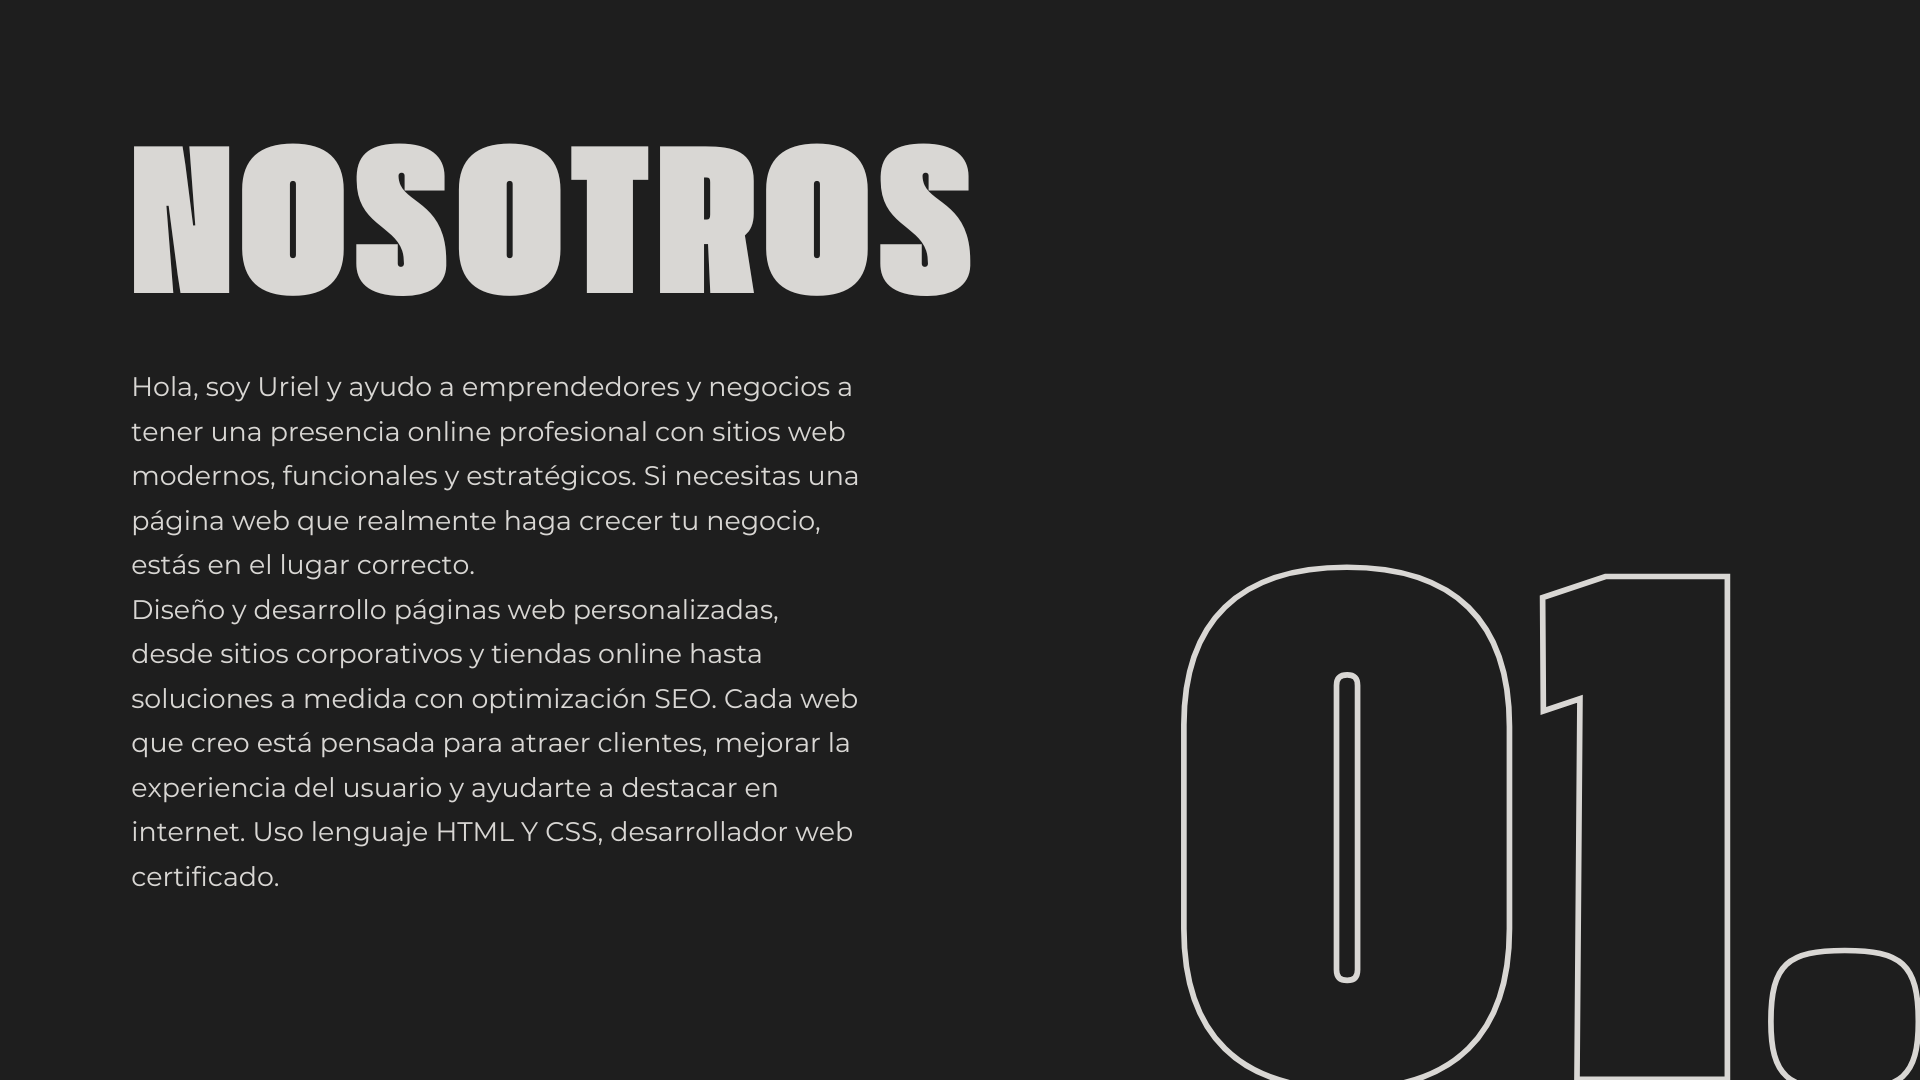 NOSOTROS
Hola, soy Uriel y ayudo a emprendedores y negocios a
tener una presencia online profesional con sitios web
modernos, funcionales y estratégicos. Si necesitas una
página web que realmente haga crecer tu negocio,
estás en el lugar correcto.
Diseño y desarrollo páginas web personalizadas,
desde sitios corporativos y tiendas online hasta
soluciones a medida con optimización SEO. Cada web
que creo está pensada para atraer clientes, mejorar la
experiencia del usuario y ayudarte a destacar en
internet. Uso lenguaje HTML Y CSS, desarrollador web
certificado.
01.